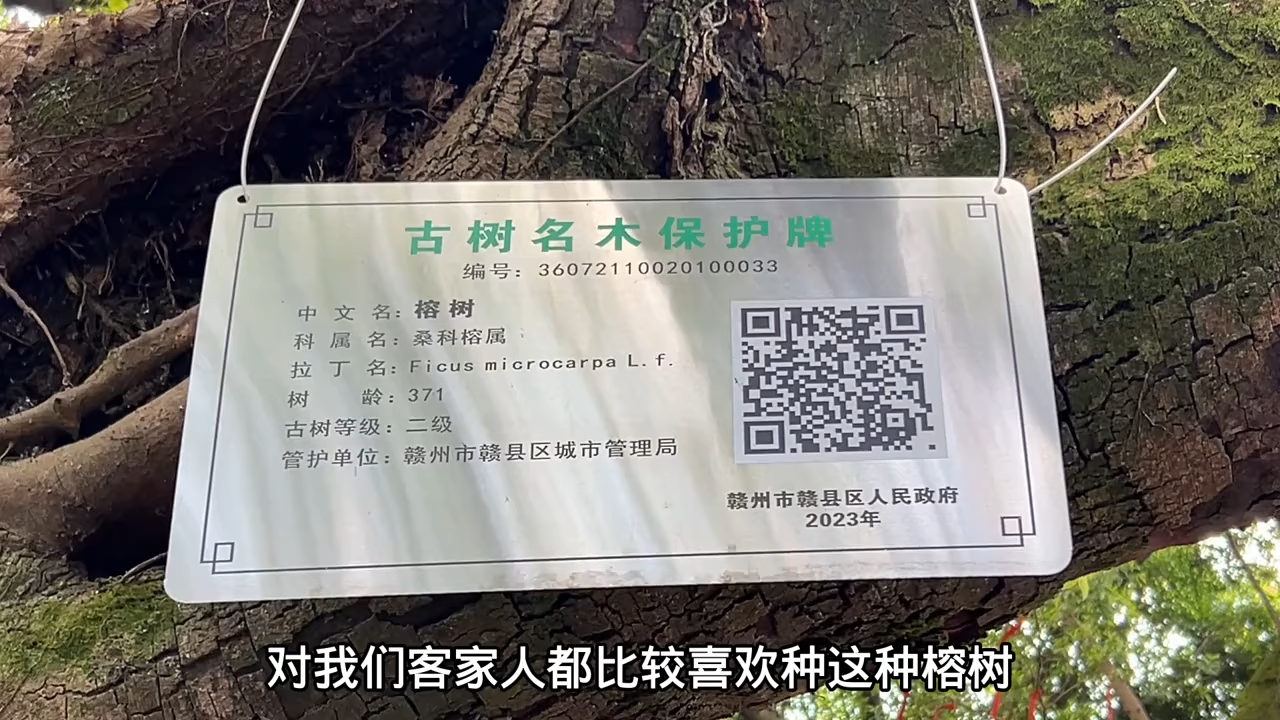 古树名木保护牌
编号：36072110020100033
中文名：榕树
科属名：桑科榕属
拉丁名：Ficus microcarpa L. f.
树龄：371
古树等级：二级
管护单位：赣州市赣县区城市管理局
赣州市赣县区人民政府
2023年
对我们客家人都比较喜欢种这种榕树